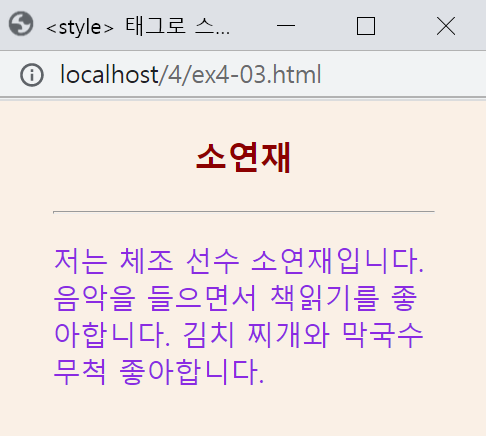 <style> 태그로 스...
localhost/4/ex4-03.html
소연재
저는 체조 선수 소연재입니다.
음악을 들으면서 책읽기를 좋
아합니다. 김치 찌개와 막국수
무척 좋아합니다.